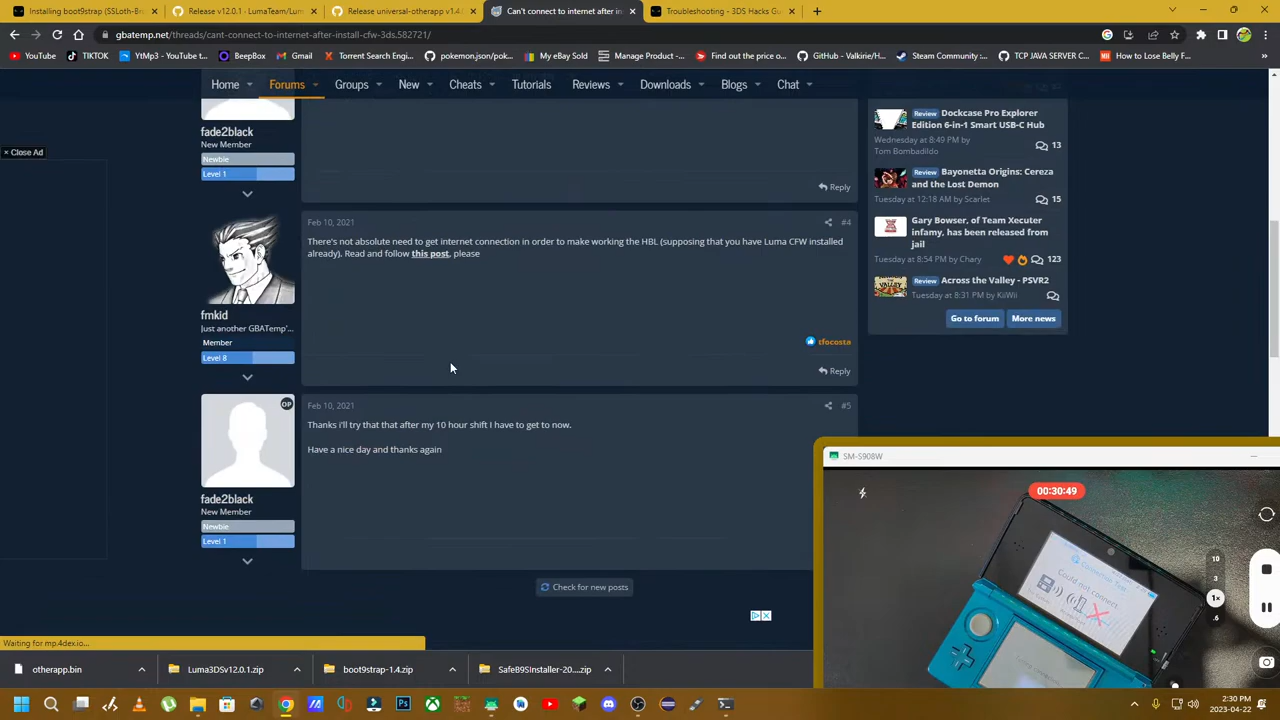 Installing boot9strap (SSLoth-Br
Release v12.0.1 · LumaTeam/Lum
Release universal-otherapp v1.4
Can't connect to internet after in
Troubleshooting - 3DS Hacks Gu
gbatemp.net/threads/cant-connect-to-internet-after-install-cfw-3ds.582721/
YouTube
TIKTOK
YtMp3 - YouTube t...
BeepBox
Gmail
Torrent Search Engi...
pokemon.json/pok...
My eBay Sold
Manage Product -...
Find out the price o...
GitHub - Valkirie/H...
Steam Community :...
TCP JAVA SERVER (...
How to Lose Belly F...
Home
Forums
Groups
New
Cheats
Tutorials
Reviews
Downloads
Blogs
Chat
× Close Ad
fade2black
New Member
Newbie
Level 1
Reply
Feb 10, 2021
#4
There's not absolute need to get internet connection in order to make working the HBL (supposing that you have Luma CFW installed
already). Read and follow this post, please
fmkid
Just another GBATemp'...
Member
Level 8
tfocosta
Reply
OP
Feb 10, 2021
#5
Thanks i'll try that that after my 10 hour shift I have to get to now.
Have a nice day and thanks again
fade2black
New Member
Newbie
Level 1
Check for new posts
Review Dockcase Pro Explorer
Edition 6-in-1 Smart USB-C Hub
Wednesday at 8:49 PM by
Tom Bombadildo
13
Review Bayonetta Origins: Cereza
and the Lost Demon
Tuesday at 12:18 AM by Scarlet
15
Gary Bowser, of Team Xecuter
infamy, has been released from
jail
Tuesday at 8:54 PM by Chary
123
Review Across the Valley - PSVR2
Tuesday at 8:31 PM by KiiWii
Go to forum
More news
SM-S908W
00:30:49
Connection Test
Could not connect.
10
3
1×
.6
Waiting for mp.4dex.io...
otherapp.bin
Luma3DSv12.0.1.zip
boot9strap-1.4.zip
SafeB9SInstaller-20....zip
2:30 PM
2023-04-22